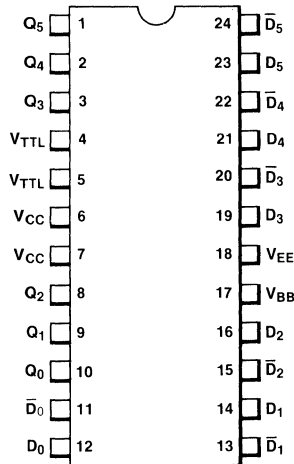 Q5 1 24 D̅5
Q4 2 23 D5
Q3 3 22 D̅4
VTTL 4 21 D4
VTTL 5 20 D̅3
VCC 6 19 D3
VCC 7 18 VEE
Q2 8 17 VBB
Q1 9 16 D2
Q0 10 15 D̅2
D̅0 11 14 D1
D0 12 13 D̅1